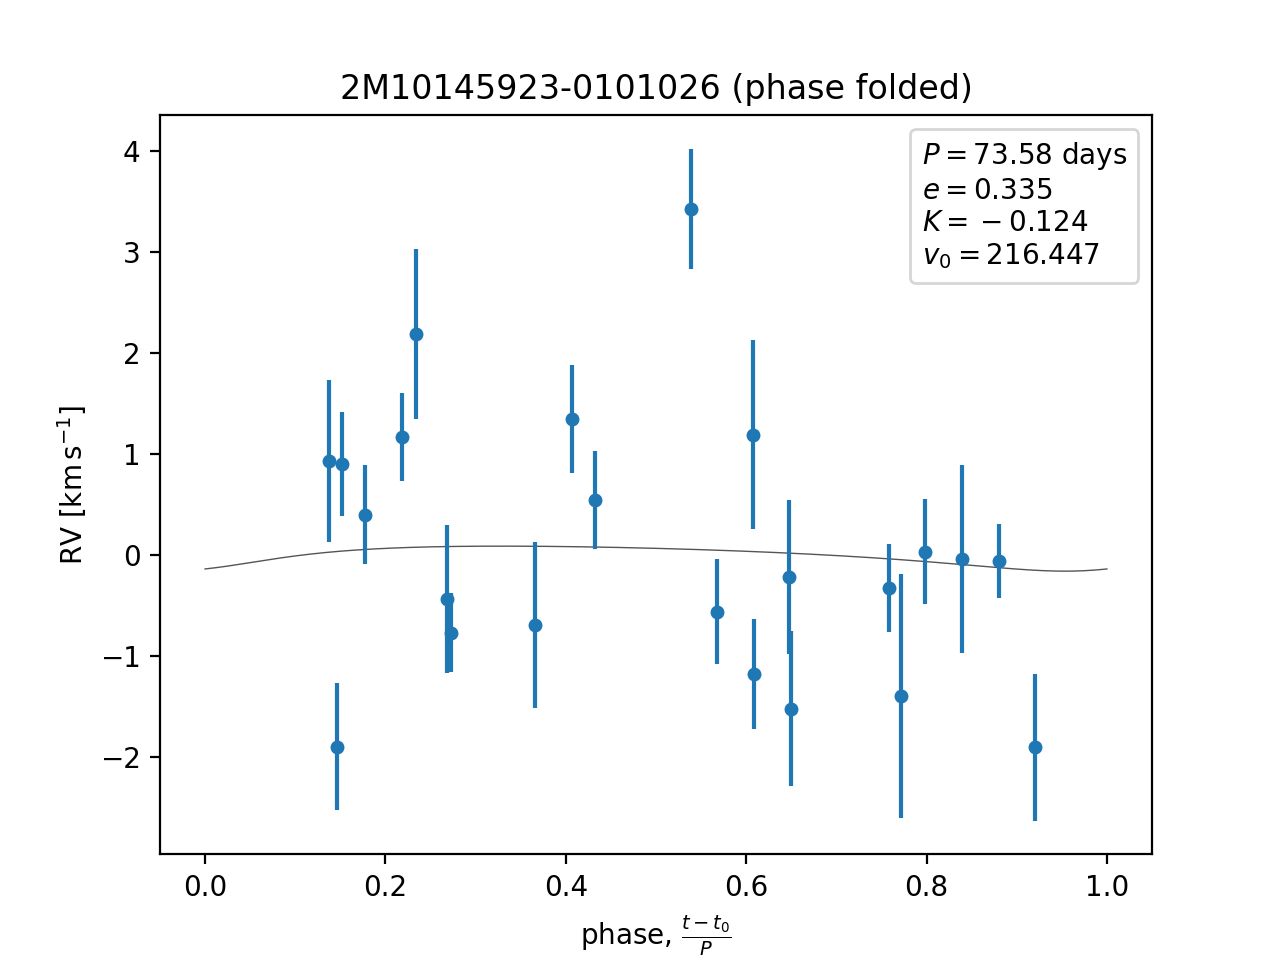 2M10145923-0101026 (phase folded)
P = 73.58 days
e = 0.335
K = −0.124
v₀ = 216.447
RV [km s⁻¹]
4
3
2
1
0
−1
−2
0.0 0.2 0.4 0.6 0.8 1.0
phase, (t − t₀)/P